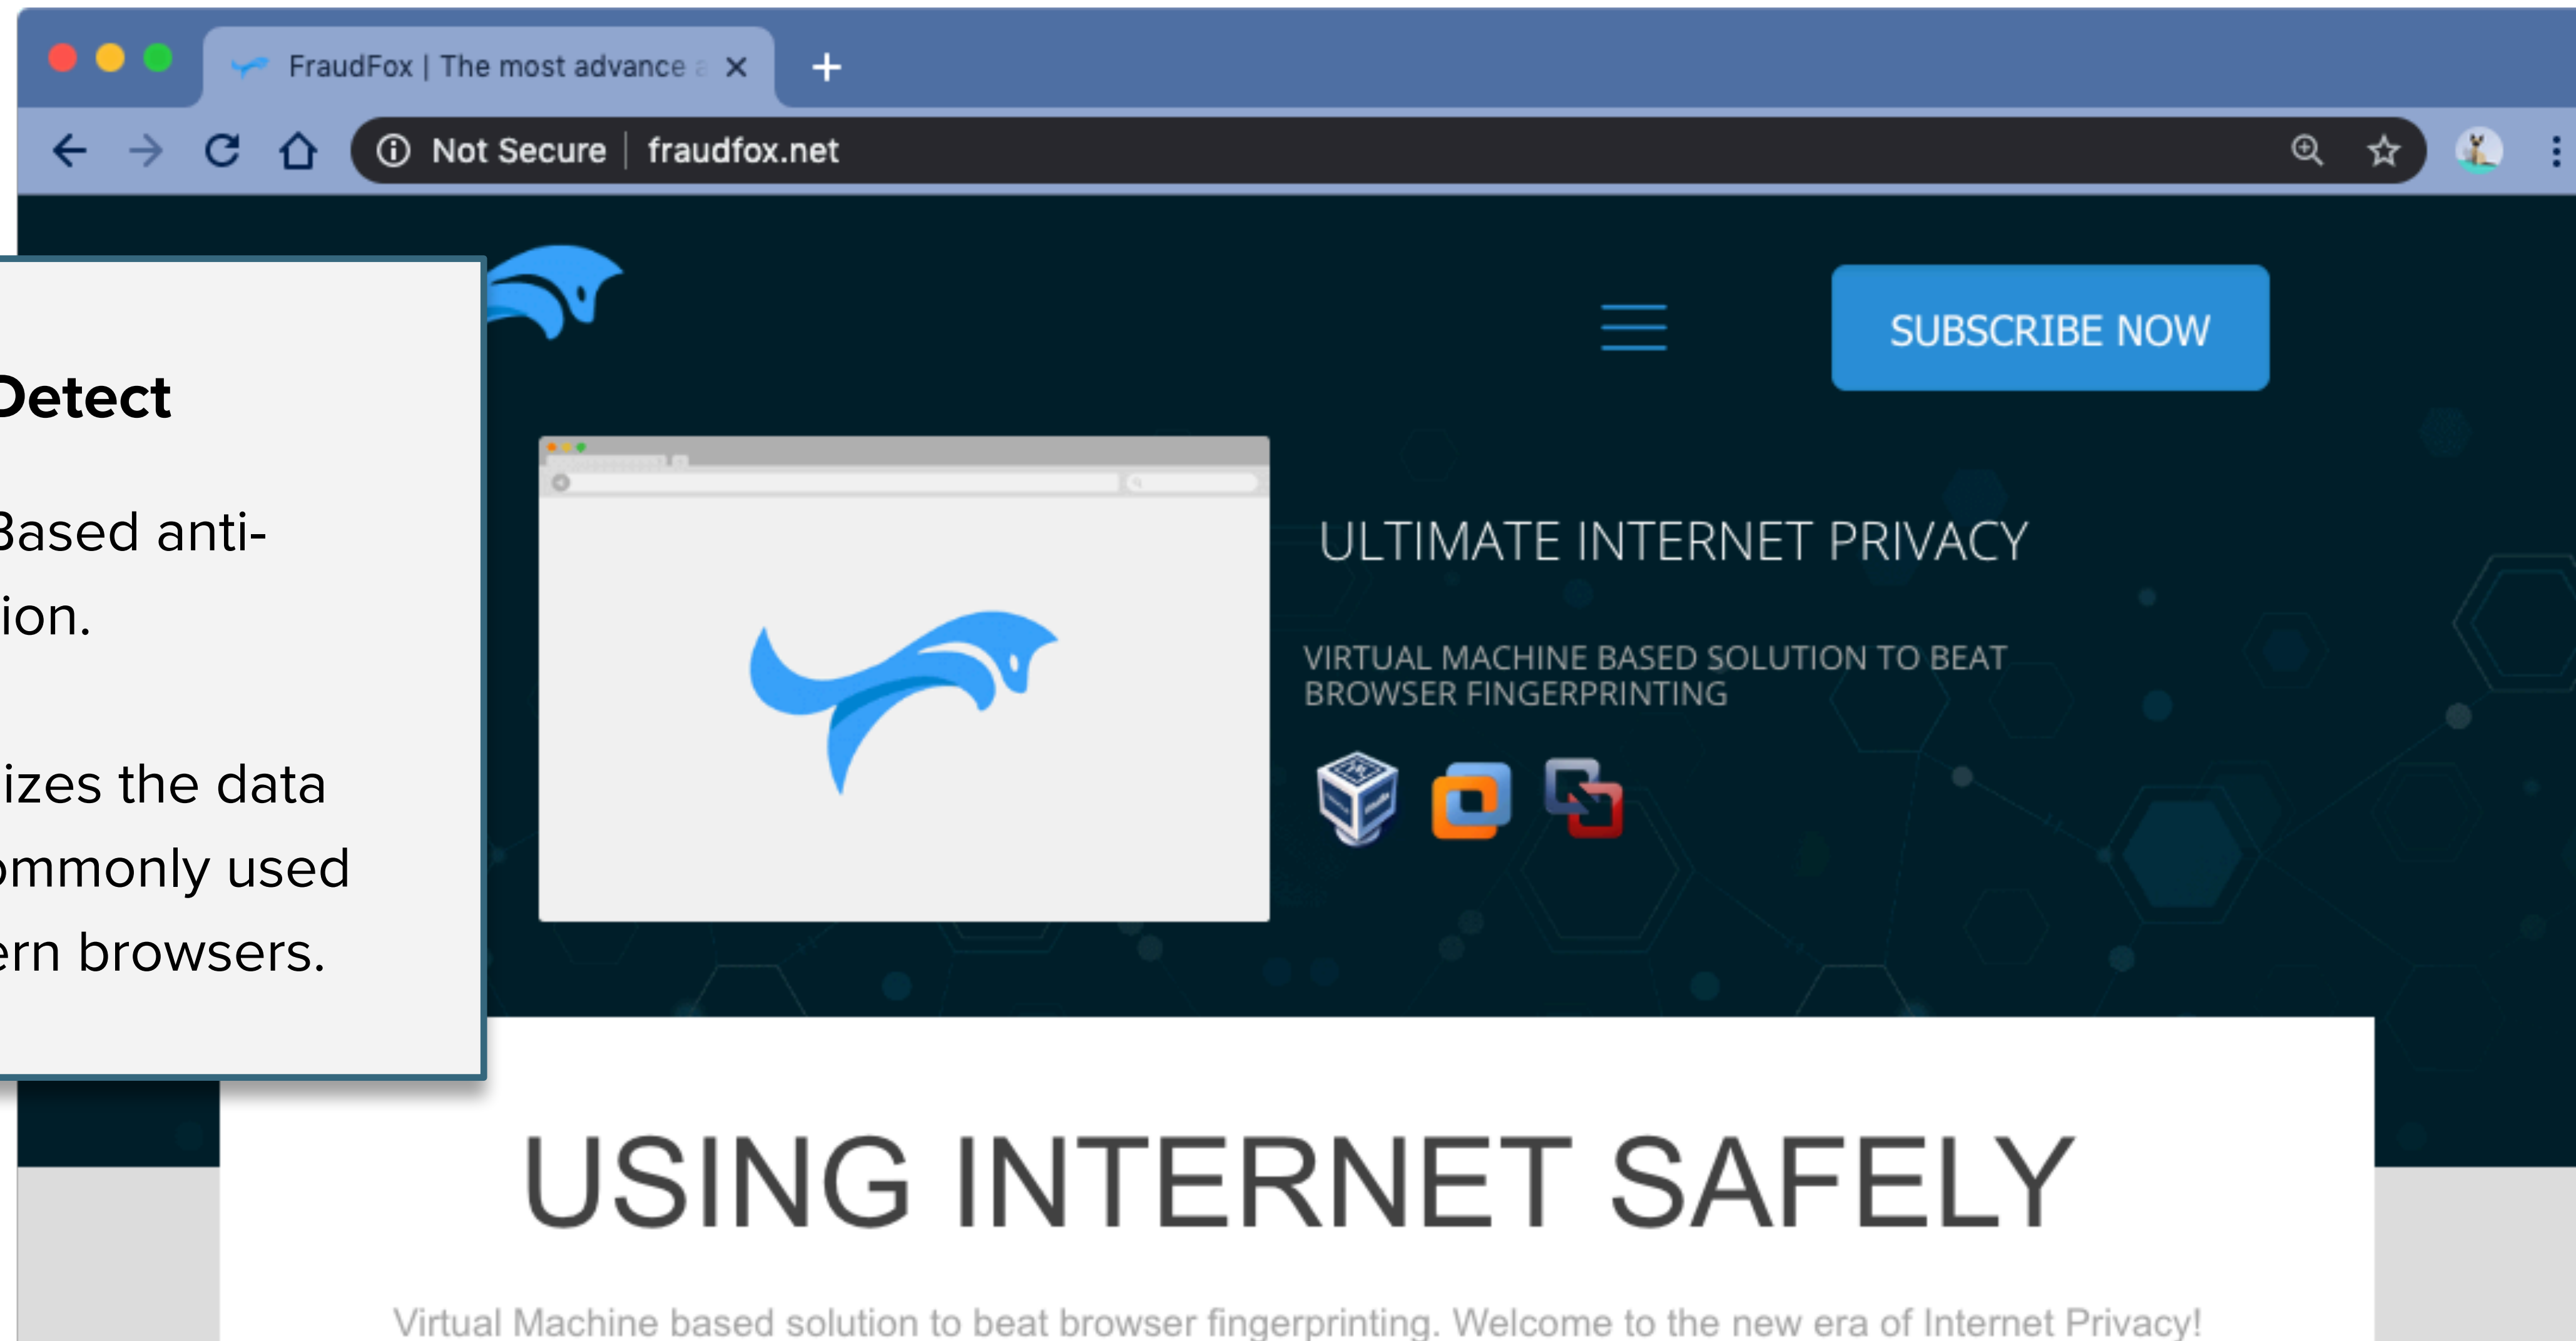 FraudFox | The most advance a
Not Secure | fraudfox.net
Detect
Based anti-
ion.
izes the data
ommonly used
ern browsers.
SUBSCRIBE NOW
ULTIMATE INTERNET PRIVACY
VIRTUAL MACHINE BASED SOLUTION TO BEAT
BROWSER FINGERPRINTING
USING INTERNET SAFELY
Virtual Machine based solution to beat browser fingerprinting. Welcome to the new era of Internet Privacy!